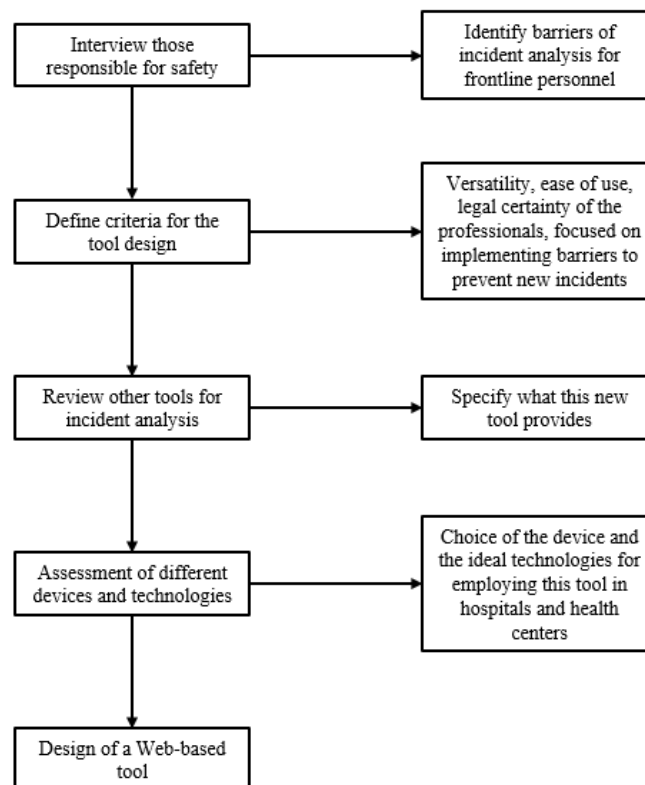 Interview those
responsible for safety
Identify barriers of
incident analysis for
frontline personnel
Define criteria for the
tool design
Versatility, ease of use,
legal certainty of the
professionals, focused on
implementing barriers to
prevent new incidents
Review other tools for
incident analysis
Specify what this new
tool provides
Assessment of different
devices and technologies
Choice of the device and
the ideal technologies for
employing this tool in
hospitals and health
centers
Design of a Web-based
tool